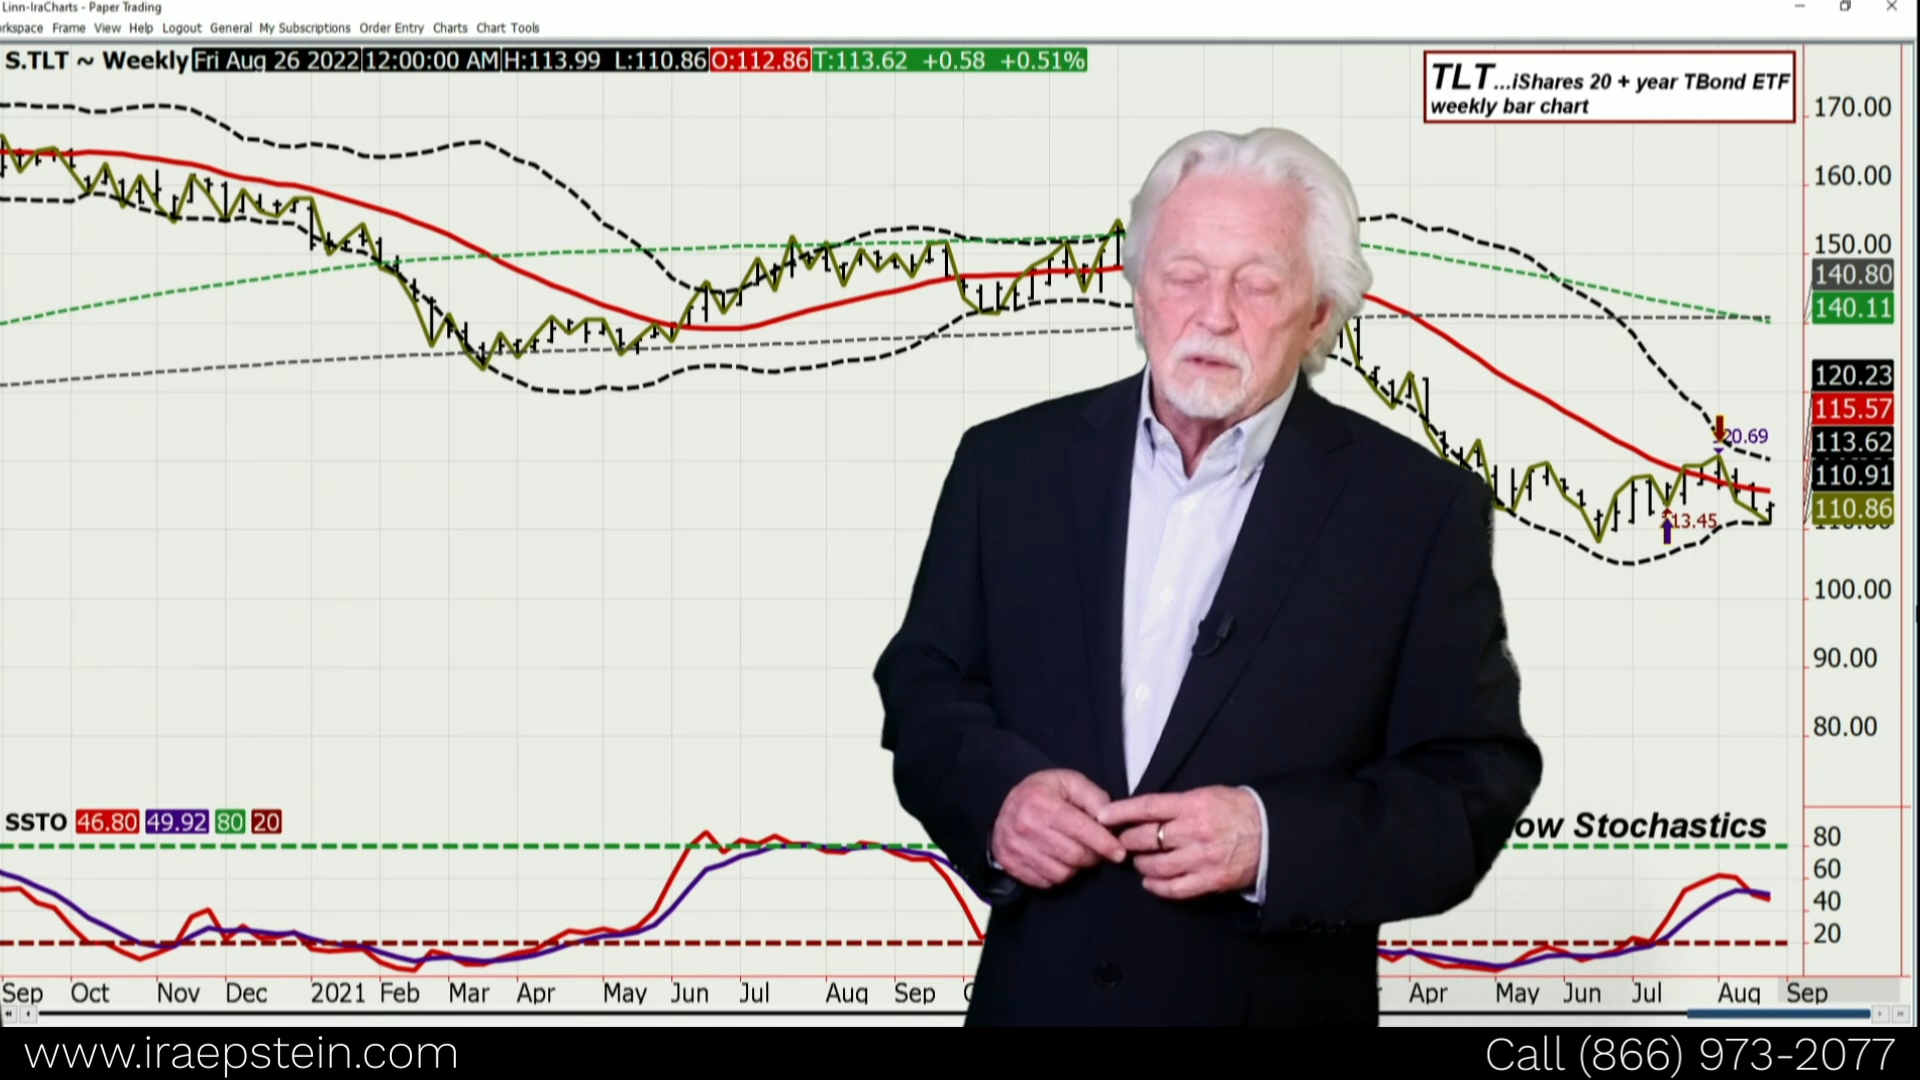 Linn-IraCharts - Paper Trading
rkspace Frame View Help Logout General My Subscriptions Order Entry Charts Chart Tools
S.TLT ~ Weekly Fri Aug 26 2022 12:00:00 AM H:113.99 L:110.86 O:112.86 T:113.62 +0.58 +0.51%
TLT...iShares 20 + year TBond ETF
weekly bar chart
170.00
160.00
150.00
140.80
140.11
120.23
115.57
113.62
110.91
110.86
100.00
90.00
80.00
20.69
13.45
SSTO 46.80 49.92 80 20
ow Stochastics
80
60
40
20
Sep Oct Nov Dec 2021 Feb Mar Apr May Jun Jul Aug Sep Apr May Jun Jul Aug Sep
www.iraepstein.com
Call (866) 973-2077